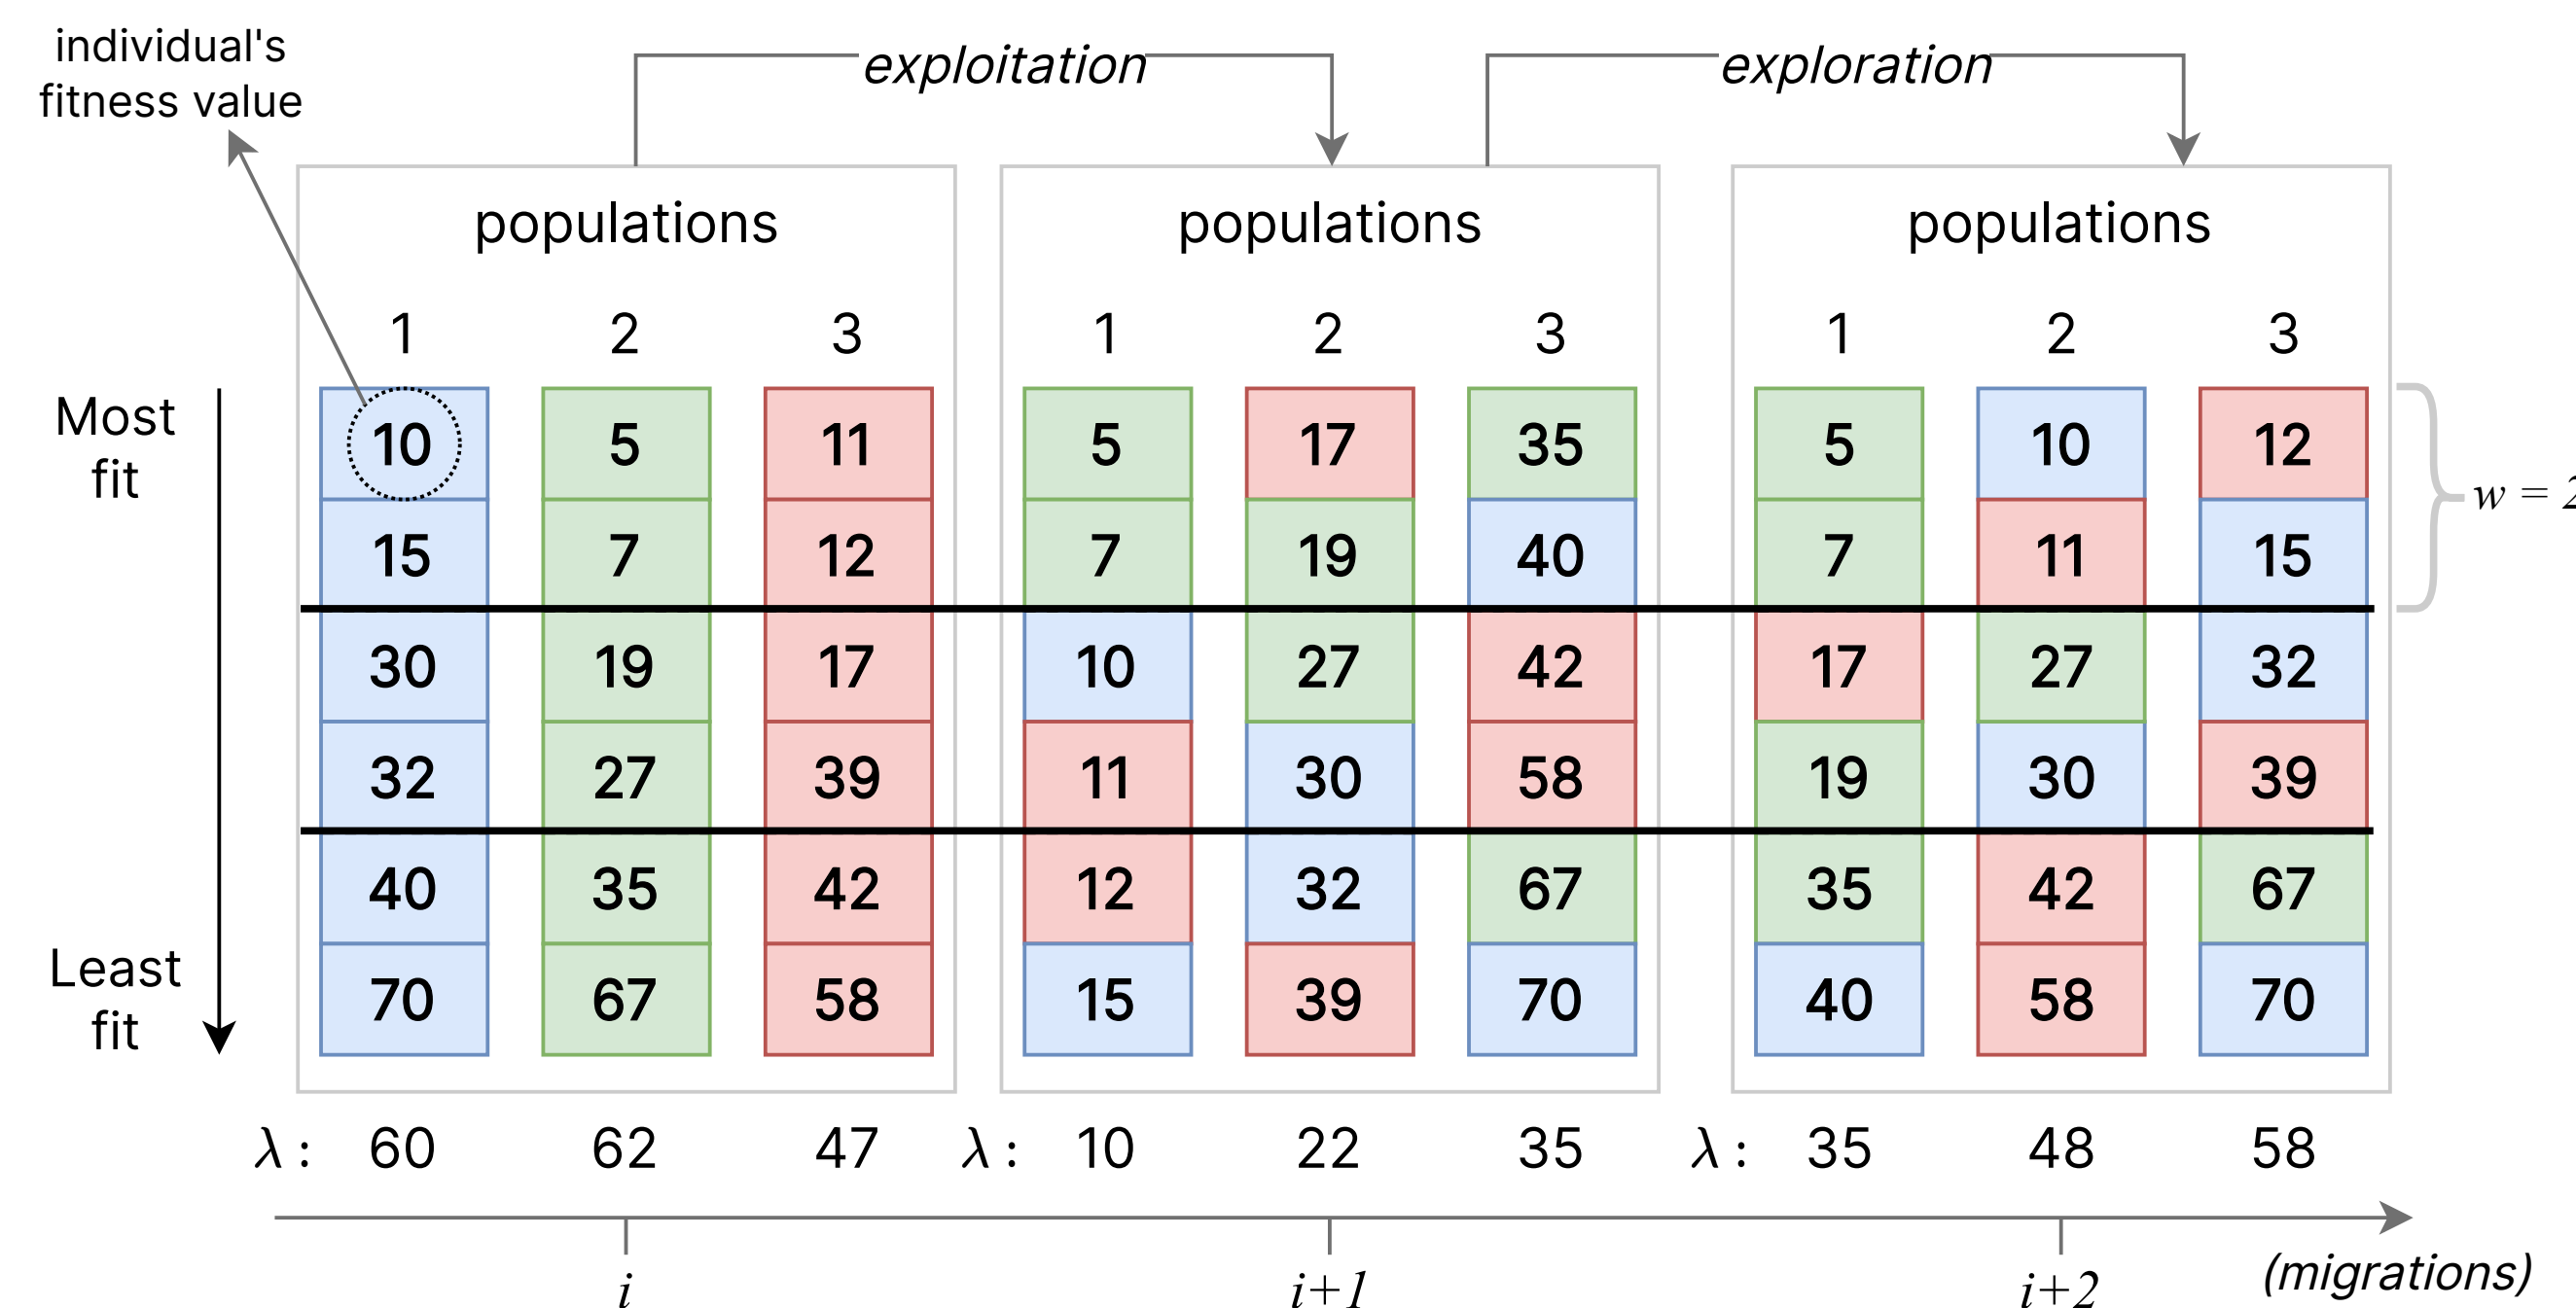 individual's
fitness value
exploitation
exploration
populations
populations
populations
1 2 3
1 2 3
1 2 3
Most
fit
10 5 11 5 17 35 5 10 12
w = 2
15 7 12 7 19 40 7 11 15
30 19 17 10 27 42 17 27 32
32 27 39 11 30 58 19 30 39
40 35 42 12 32 67 35 42 67
Least
fit
70 67 58 15 39 70 40 58 70
λ : 60 62 47 λ : 10 22 35 λ : 35 48 58
i i+1 i+2
(migrations)